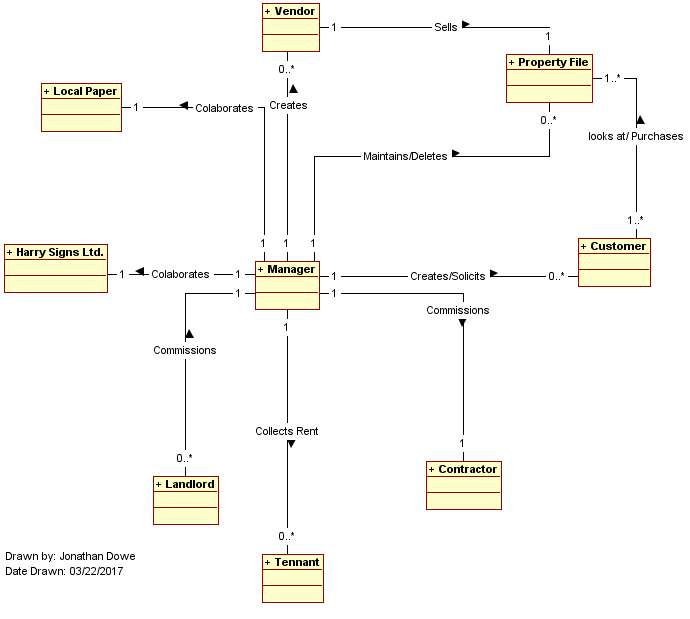 + Vendor
1 Sells
1
0..*
+ Property File
1..*
+ Local Paper
1 Colaborates
Creates
0..*
looks at/ Purchases
Maintains/Deletes
1..*
1 1 1
+ Customer
+ Harry Signs Ltd.
1 Colaborates 1
+ Manager
1 Creates/Solicits 0..*
1 1
Commissions
1
Commissions
Collects Rent
1
0..*
+ Contractor
+ Landlord
0..*
+ Tennant
Drawn by: Jonathan Dowe
Date Drawn: 03/22/2017